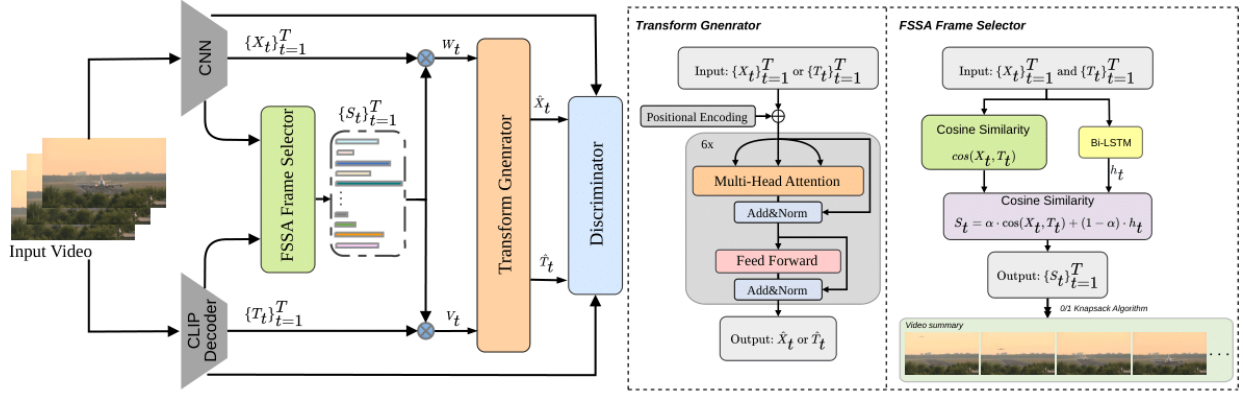 Input Video
CNN
CLIP
Decoder
{X_t}_{t=1}^T
{T_t}_{t=1}^T
FSSA Frame Selector
{S_t}_{t=1}^T
⋮
W_t
V_t
Transform Gnerator
X̂_t
T̂_t
Discriminator
Transform Gnenrator
Input: {X_t}_{t=1}^T or {T_t}_{t=1}^T
Positional Encoding
6x
Multi-Head Attention
Add&Norm
Feed Forward
Add&Norm
Output: X̂_t or T̂_t
FSSA Frame Selector
Input: {X_t}_{t=1}^T and {T_t}_{t=1}^T
Cosine Similarity
cos(X_t, T_t)
Bi-LSTM
h_t
Cosine Similarity
S_t = α · cos(X_t, T_t) + (1 − α) · h_t
Output: {S_t}_{t=1}^T
0/1 Knapsack Algorithm
Video summary
· · ·